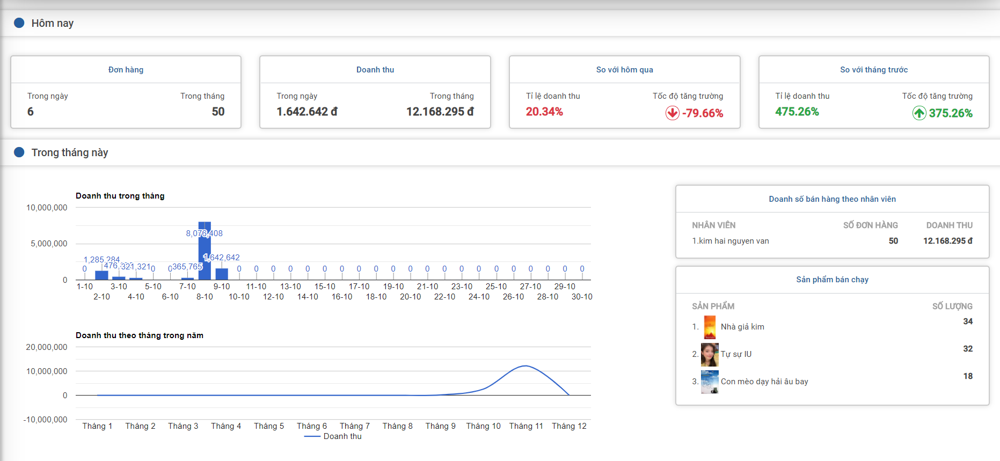 Hôm nay
Đơn hàng
Trong ngày Trong tháng
6 50
Doanh thu
Trong ngày Trong tháng
1.642.642 đ 12.168.295 đ
So với hôm qua
Tỉ lệ doanh thu Tốc độ tăng trưởng
20.34% -79.66%
So với tháng trước
Tỉ lệ doanh thu Tốc độ tăng trưởng
475.26% 375.26%
Trong tháng này
Doanh thu trong tháng
10,000,000
5,000,000
0
0 1,285,284 321,321 0 0 365,765 8,076,408 1,642,642 0 0 0 0 0 0 0 0 0 0 0 0 0 0 0 0 0 0 0 0 0
1-10 3-10 5-10 7-10 9-10 11-10 13-10 15-10 17-10 19-10 21-10 23-10 25-10 27-10 29-10
2-10 4-10 6-10 8-10 10-10 12-10 14-10 16-10 18-10 20-10 22-10 24-10 26-10 28-10 30-10
Doanh thu theo tháng trong năm
20,000,000
10,000,000
0
-10,000,000
Tháng 1 Tháng 2 Tháng 3 Tháng 4 Tháng 5 Tháng 6 Tháng 7 Tháng 8 Tháng 9 Tháng 10 Tháng 11 Tháng 12
Doanh thu
Doanh số bán hàng theo nhân viên
NHÂN VIÊN SỐ ĐƠN HÀNG DOANH THU
1.kim hai nguyen van 50 12.168.295 đ
Sản phẩm bán chạy
SẢN PHẨM SỐ LƯỢNG
1. Nhà giả kim 34
2. Tự sự IU 32
3. Con mèo dạy hải âu bay 18